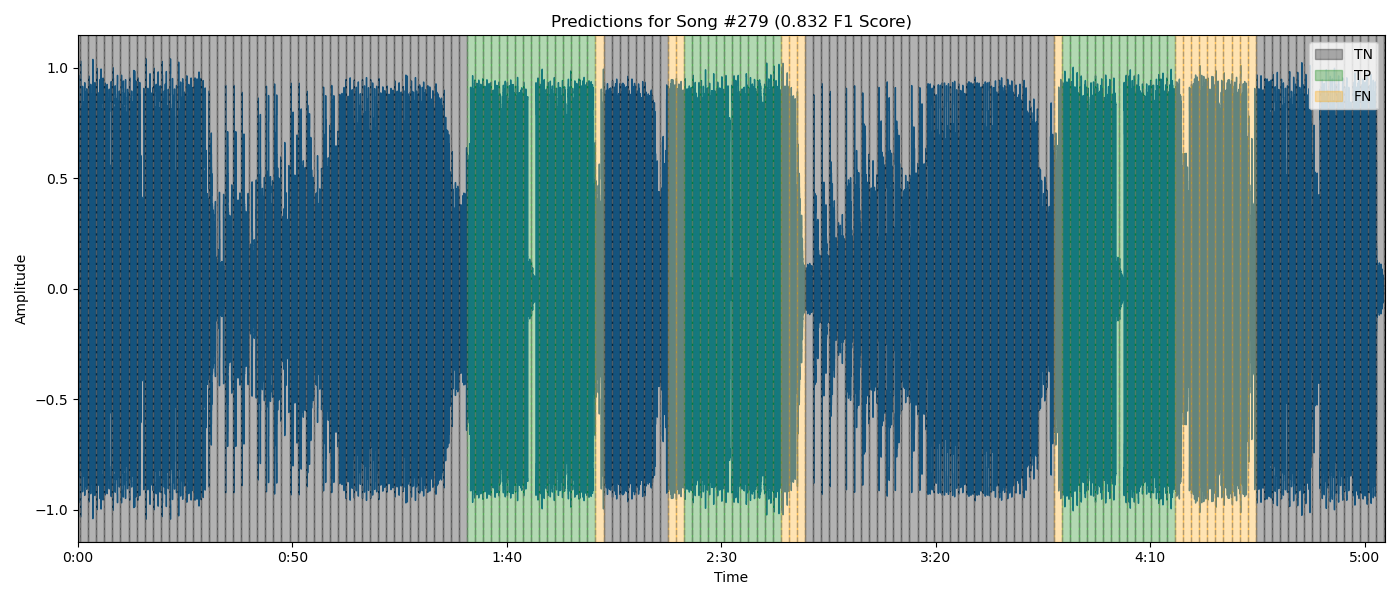 Predictions for Song #279 (0.832 F1 Score)
TN
TP
FN
1.0
0.5
0.0
−0.5
−1.0
Amplitude
0:00 0:50 1:40 2:30 3:20 4:10 5:00
Time